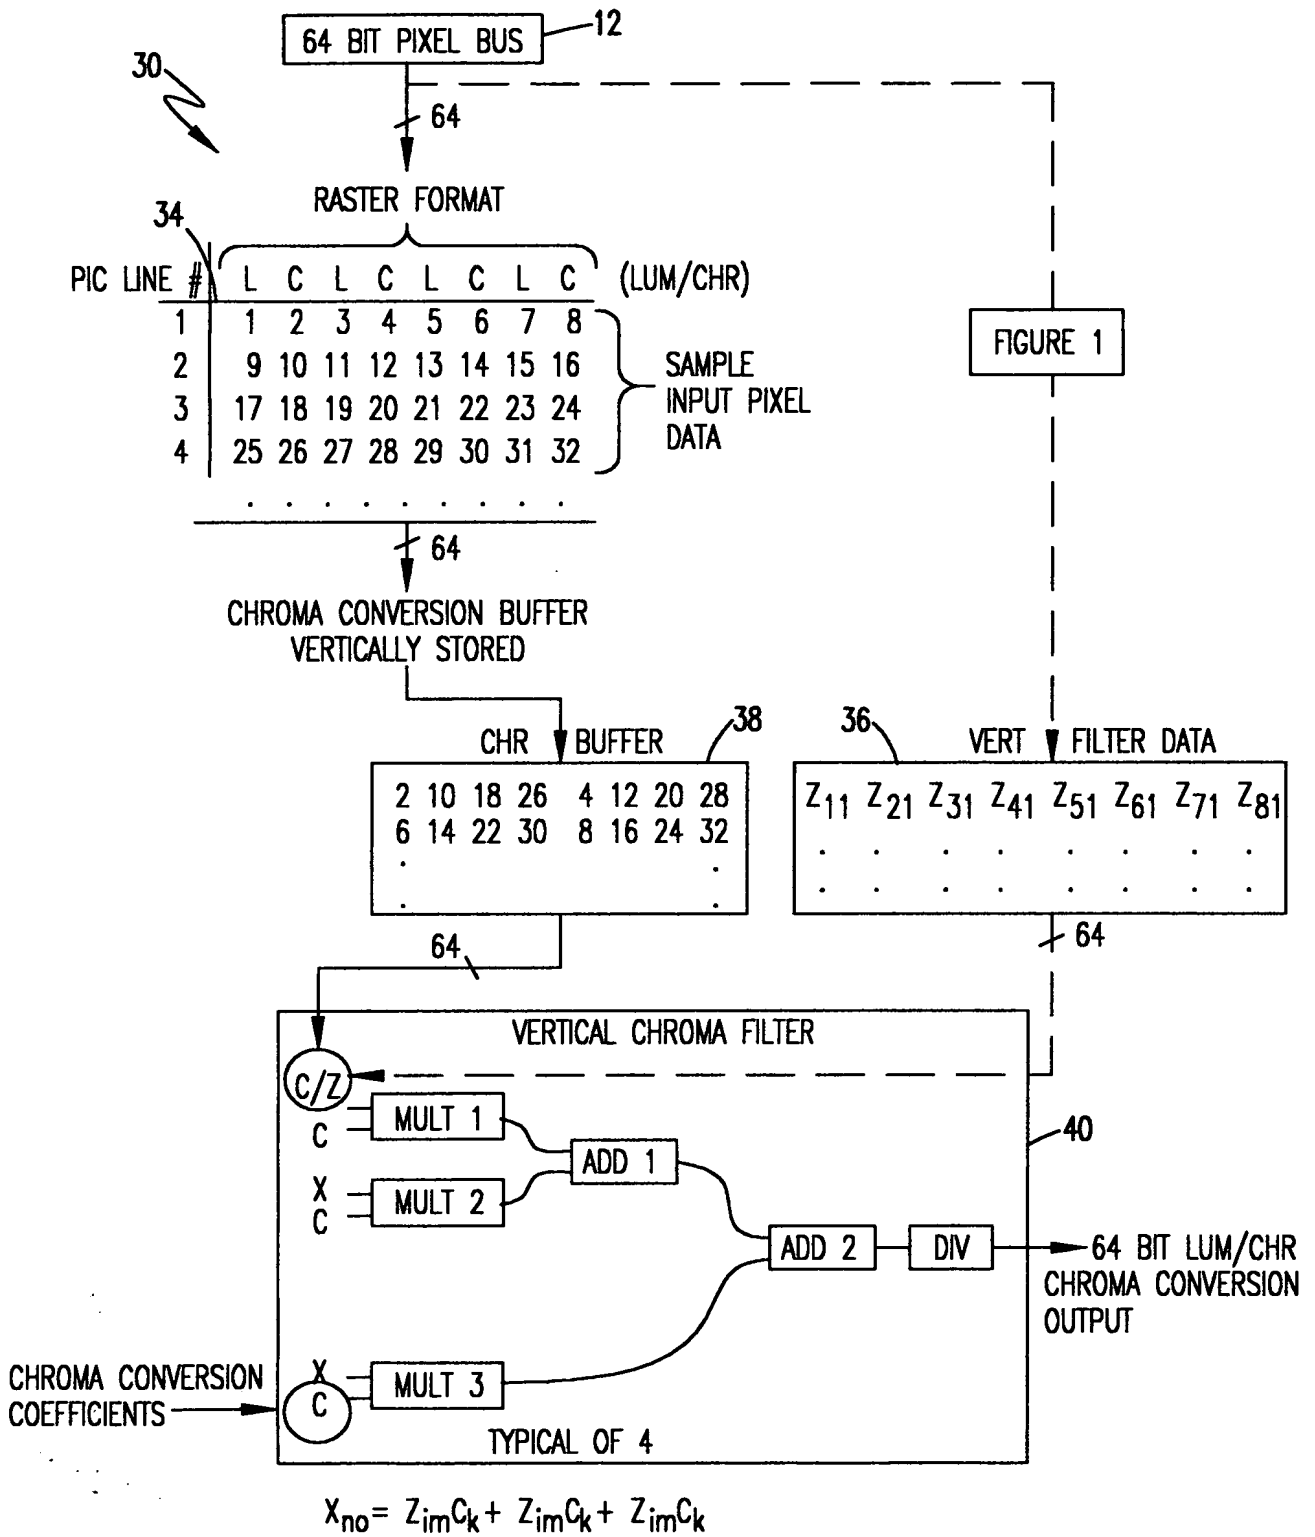 64 BIT PIXEL BUS
12
30
64
RASTER FORMAT
34
PIC LINE # L C L C L C L C (LUM/CHR)
1 1 2 3 4 5 6 7 8
2 9 10 11 12 13 14 15 16
3 17 18 19 20 21 22 23 24
4 25 26 27 28 29 30 31 32
. . . . . . . . .
SAMPLE
INPUT PIXEL
DATA
FIGURE 1
64
CHROMA CONVERSION BUFFER
VERTICALLY STORED
CHR BUFFER
38
2 10 18 26 4 12 20 28
6 14 22 30 8 16 24 32
. .
. .
36
VERT FILTER DATA
Z11 Z21 Z31 Z41 Z51 Z61 Z71 Z81
. . . . . . . .
. . . . . . . .
64
64
VERTICAL CHROMA FILTER
40
C/Z
C
MULT 1
X
C
MULT 2
ADD 1
ADD 2
DIV
64 BIT LUM/CHR
CHROMA CONVERSION
OUTPUT
X
C
MULT 3
CHROMA CONVERSION
COEFFICIENTS
TYPICAL OF 4
Xno= ZimCk+ ZimCk+ ZimCk